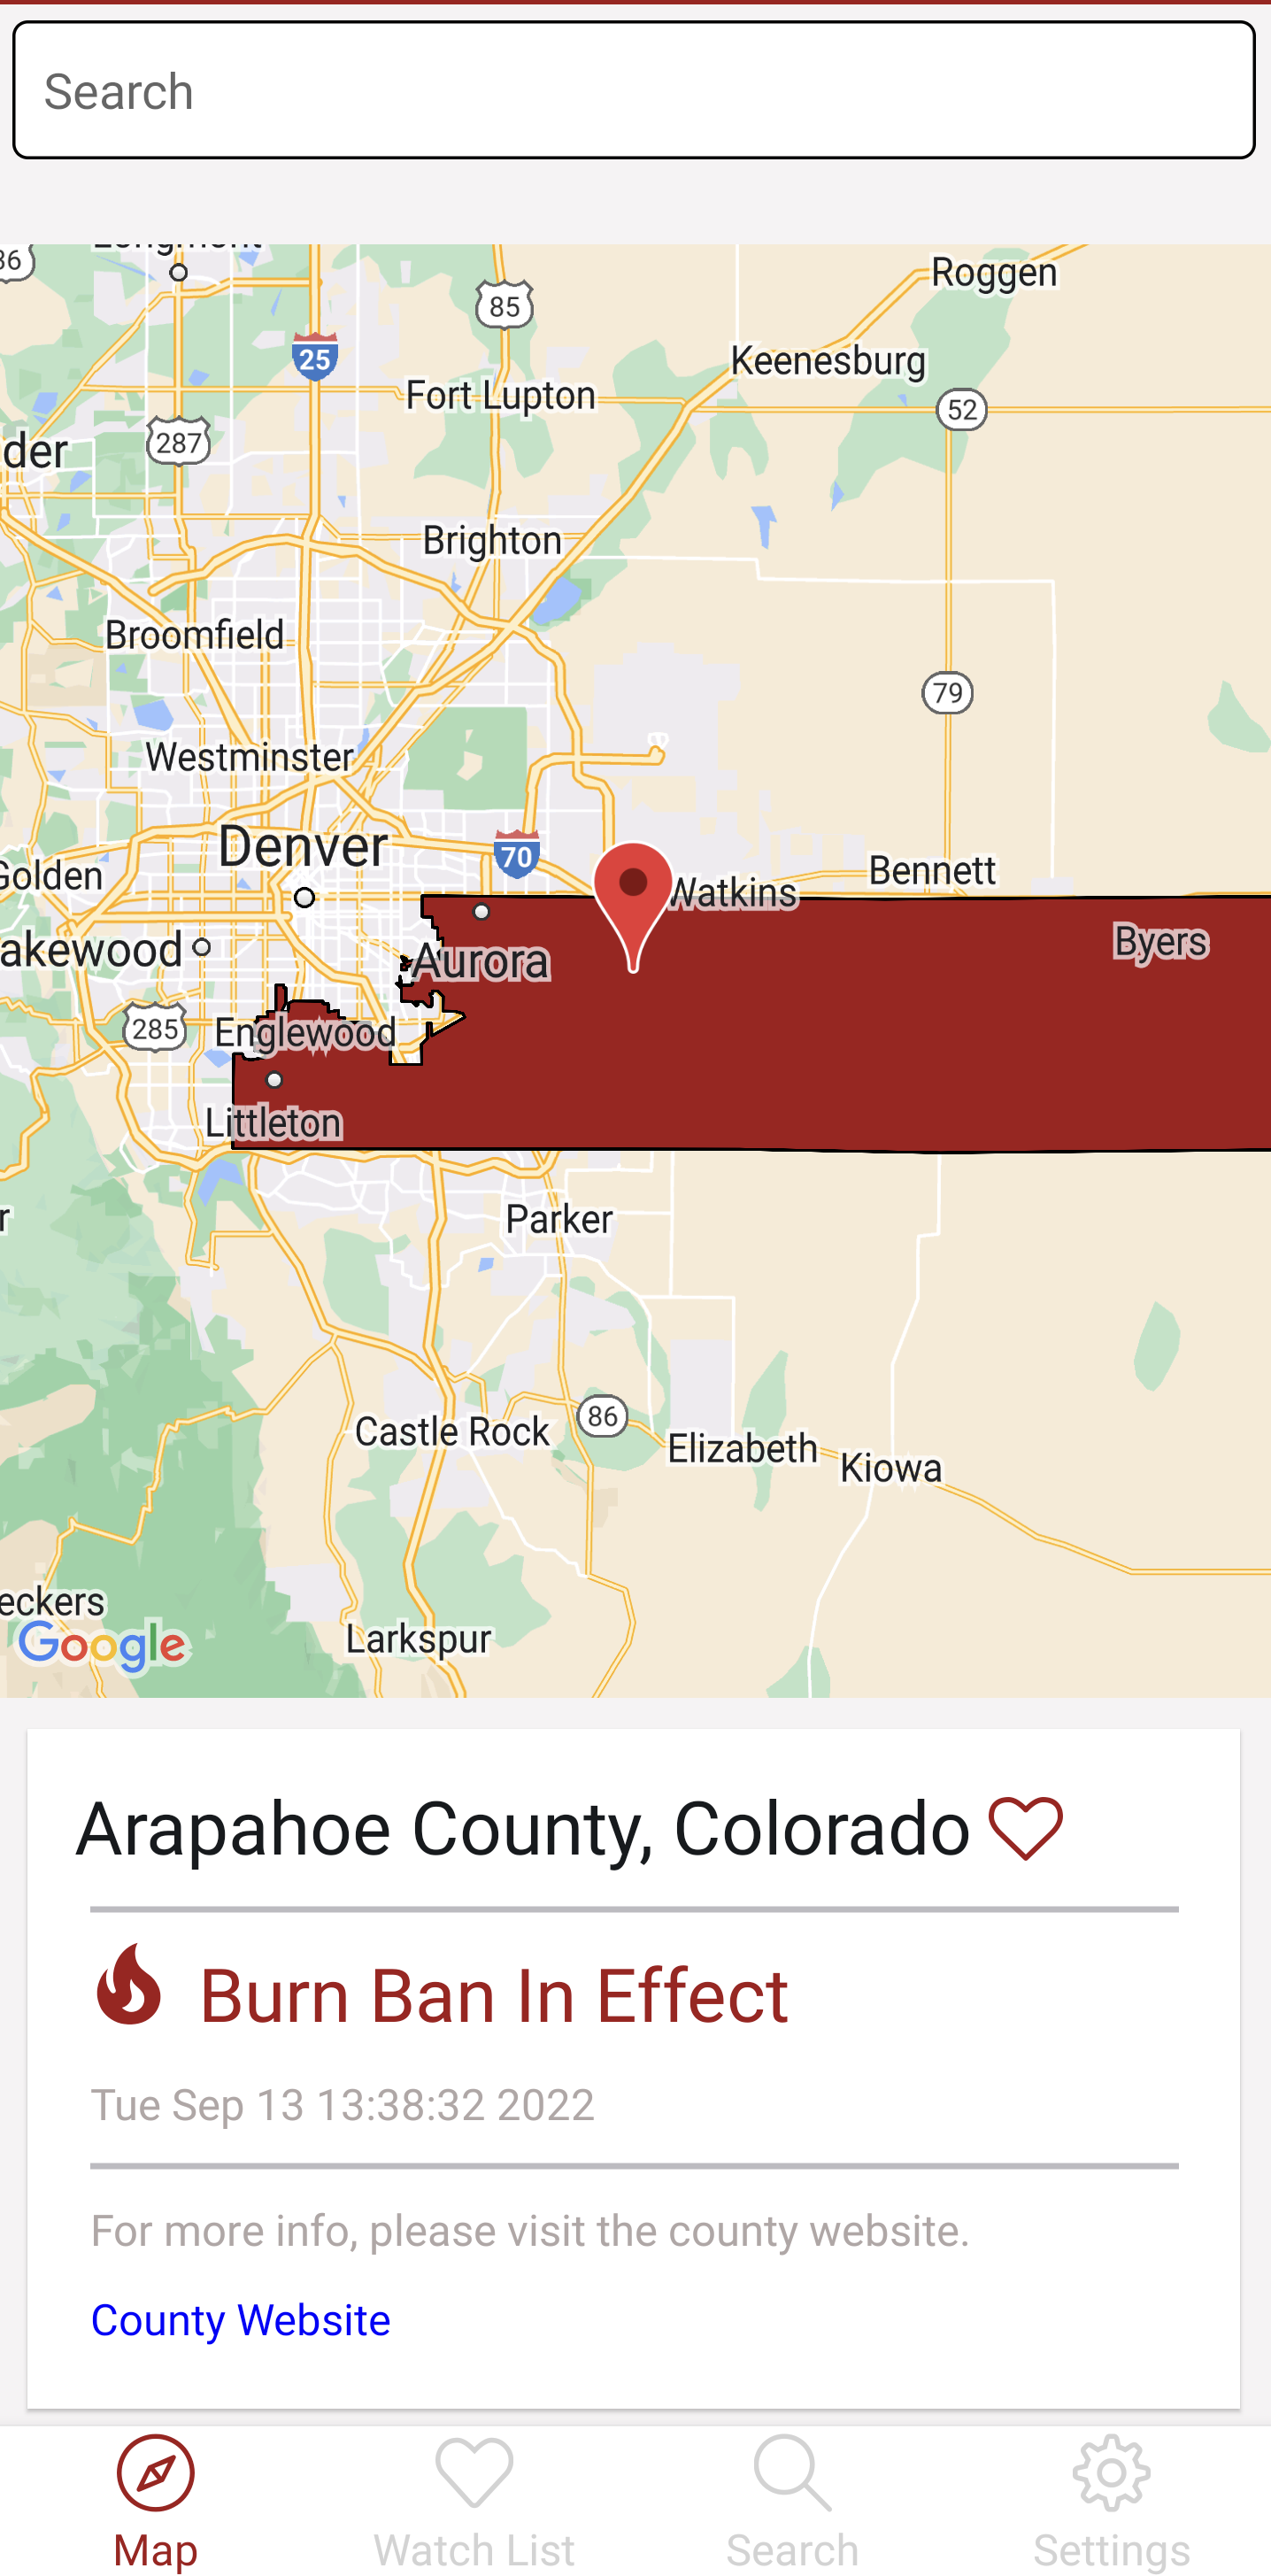 Search
36
85
Roggen
25
Keenesburg
Fort Lupton
52
287
der
Brighton
Broomfield
79
Westminster
Denver
70
Golden
Bennett
Watkins
Byers
akewood
Aurora
285
Englewood
Littleton
r
Parker
86
Castle Rock
Elizabeth
Kiowa
eckers
Google
Larkspur
Arapahoe County, Colorado
Burn Ban In Effect
Tue Sep 13 13:38:32 2022
For more info, please visit the county website.
County Website
Map
Watch List
Search
Settings